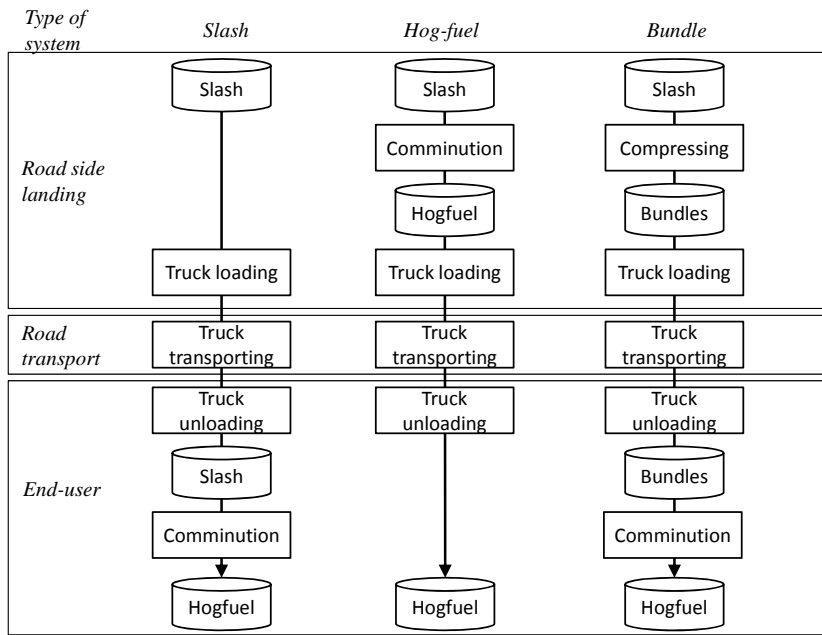 Type of
system
Slash
Hog-fuel
Bundle
Road side
landing
Slash
Slash
Slash
Comminution
Compressing
Hogfuel
Bundles
Truck loading
Truck loading
Truck loading
Road
transport
Truck
transporting
Truck
transporting
Truck
transporting
End-user
Truck
unloading
Truck
unloading
Truck
unloading
Slash
Bundles
Comminution
Comminution
Hogfuel
Hogfuel
Hogfuel